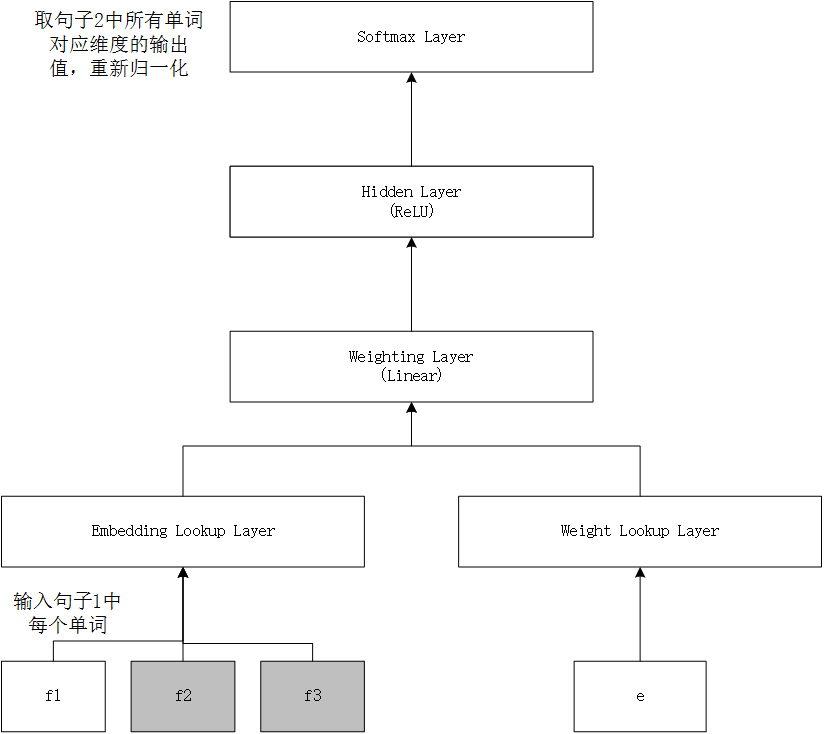 取句子2中所有单词
对应维度的输出
值，重新归一化
Softmax Layer
Hidden Layer
(ReLU)
Weighting Layer
(Linear)
Embedding Lookup Layer
Weight Lookup Layer
输入句子1中
每个单词
f1
f2
f3
e